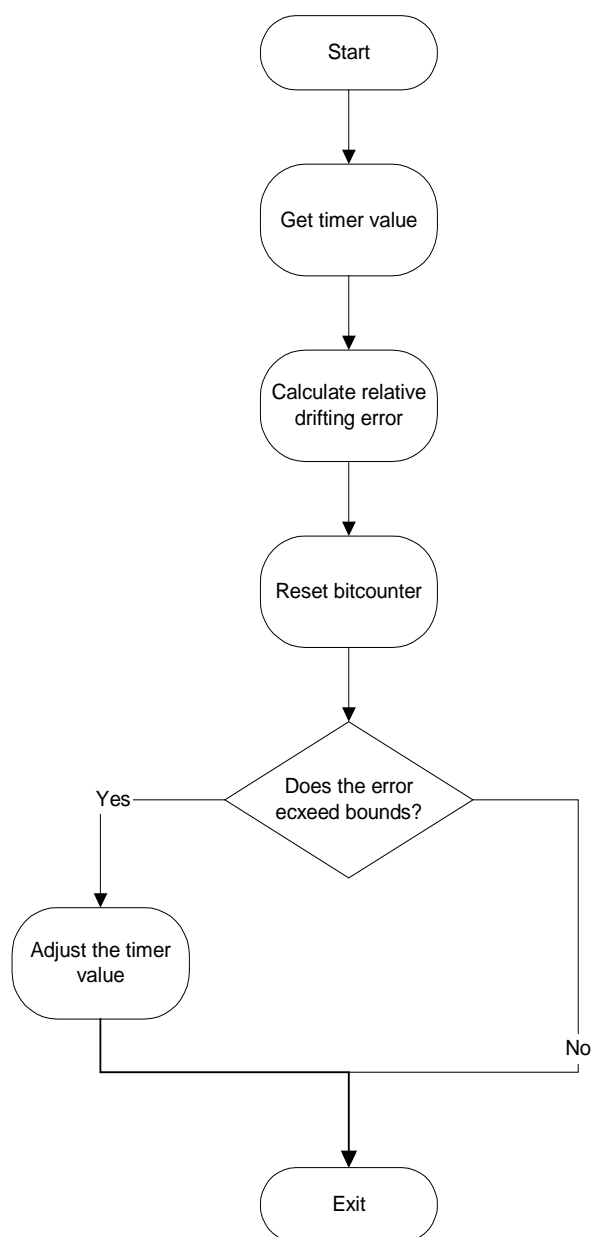 Start
Get timer value
Calculate relative
drifting error
Reset bitcounter
Does the error
ecxeed bounds?
Yes
Adjust the timer
value
No
Exit